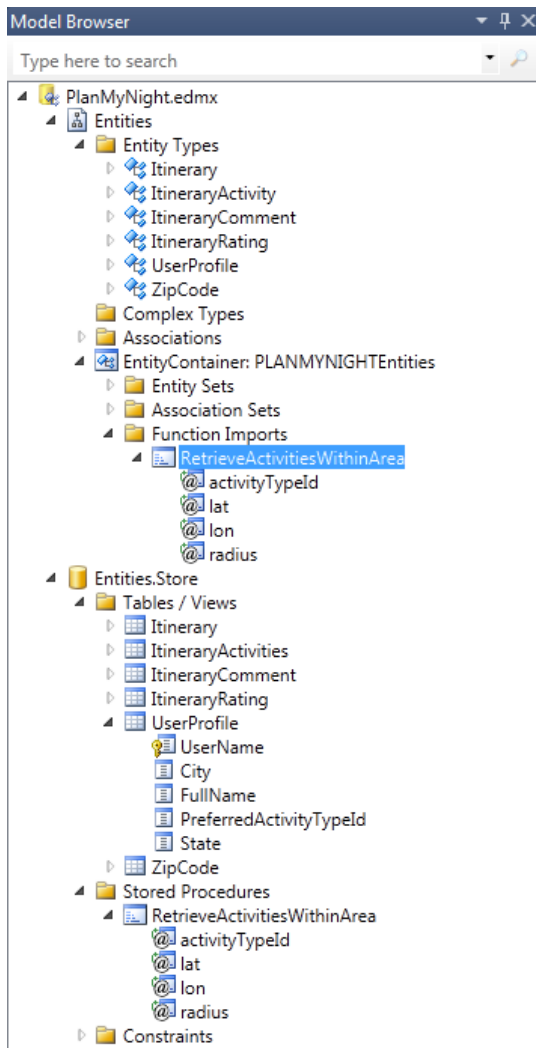 Model Browser
Type here to search
PlanMyNight.edmx
Entities
Entity Types
Itinerary
ItineraryActivity
ItineraryComment
ItineraryRating
UserProfile
ZipCode
Complex Types
Associations
EntityContainer: PLANMYNIGHTEntities
Entity Sets
Association Sets
Function Imports
RetrieveActivitiesWithinArea
activityTypeId
lat
lon
radius
Entities.Store
Tables / Views
Itinerary
ItineraryActivities
ItineraryComment
ItineraryRating
UserProfile
UserName
City
FullName
PreferredActivityTypeId
State
ZipCode
Stored Procedures
RetrieveActivitiesWithinArea
activityTypeId
lat
lon
radius
Constraints